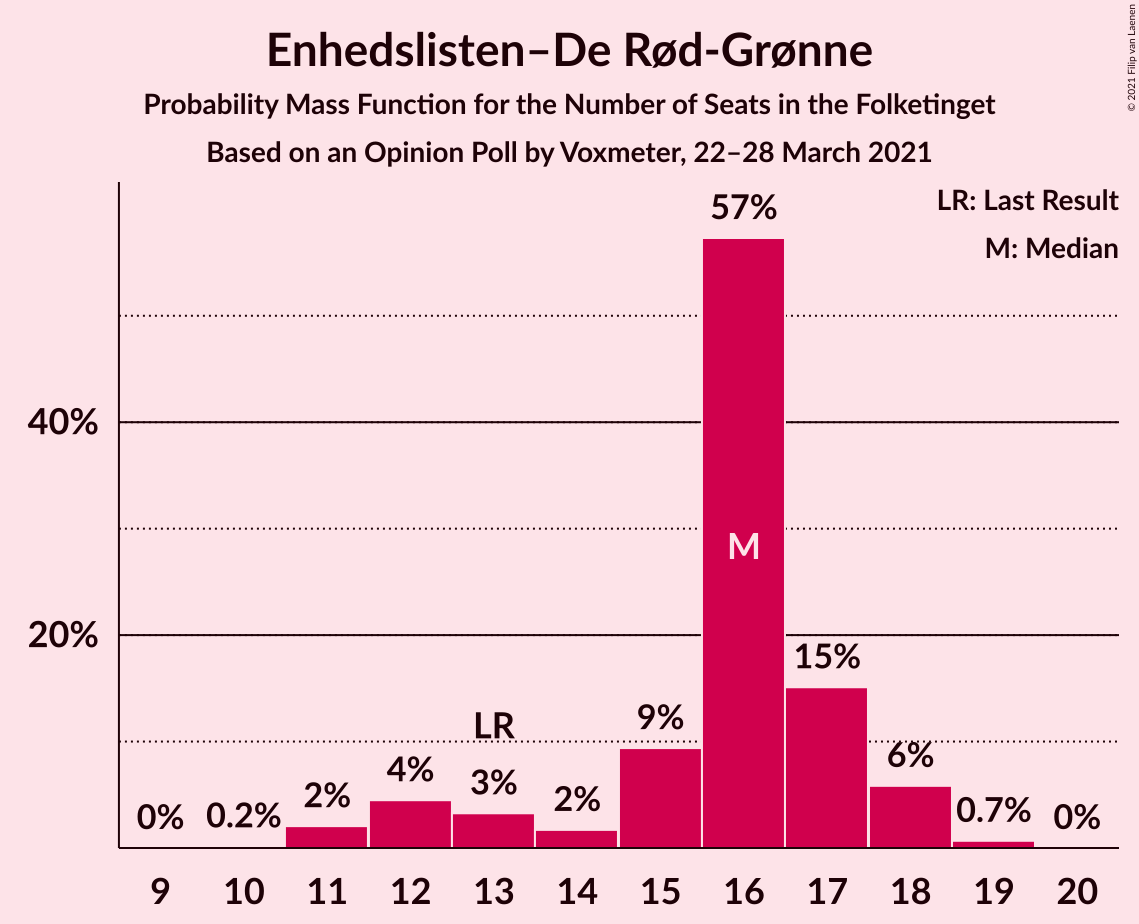 Enhedslisten–De Rød-Grønne
Probability Mass Function for the Number of Seats in the Folketinget
Based on an Opinion Poll by Voxmeter, 22–28 March 2021
© 2021 Filip van Laenen
LR: Last Result
M: Median
57%
40%
M
20%
15%
LR
9%
6%
4%
3%
2%
2%
0.7%
0%
0.2%
0%
9 10 11 12 13 14 15 16 17 18 19 20